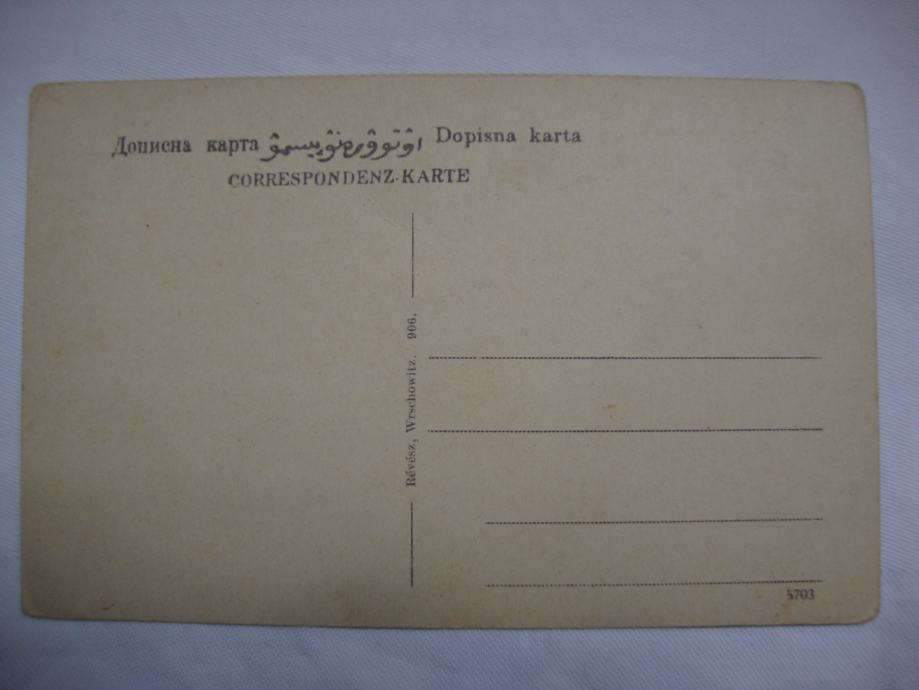 Дописна карта Dopisna karta
CORRESPONDENZ-KARTE
Révész, Wrschowitz. 906.
5703